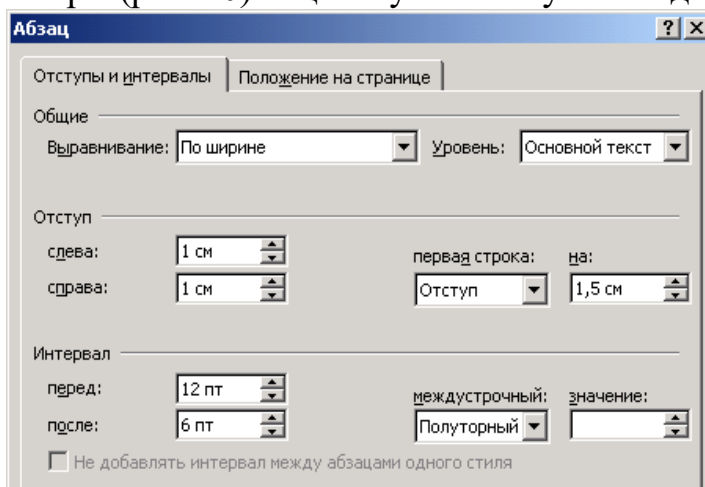 Абзац
Отступы и интервалы Положение на странице
Общие
Выравнивание: По ширине Уровень: Основной текст
Отступ
слева: 1 см первая строка: на:
справа: 1 см Отступ 1,5 см
Интервал
перед: 12 пт междустрочный: значение:
после: 6 пт Полуторный
Не добавлять интервал между абзацами одного стиля